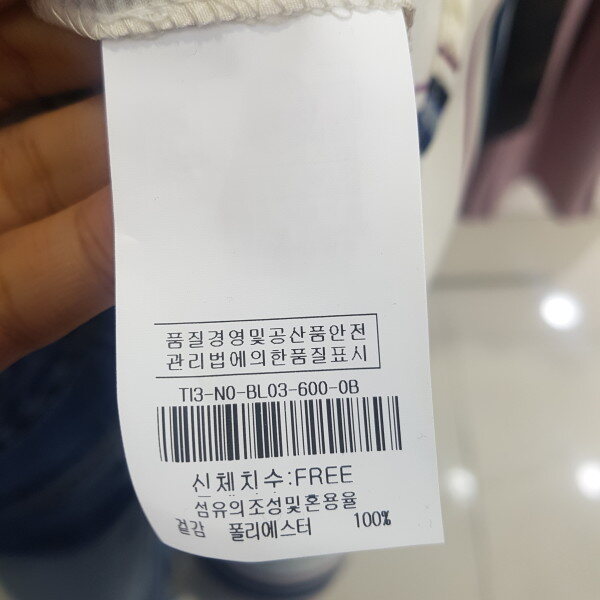 품질경영및공산품안전
관리법에의한품질표시
TI3-NO-BL03-600-0B
신체치수:FREE
섬유의조성및혼용율
겉감 폴리에스터 100%